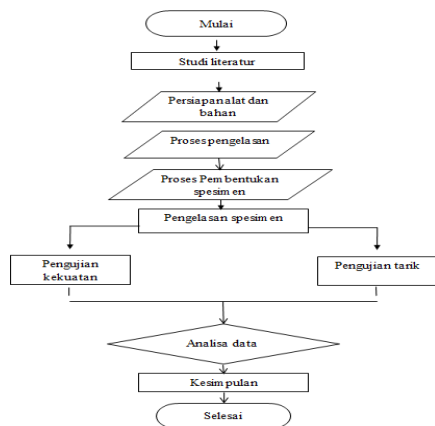 Mulai
Studi literatur
Persiapan alat dan
bahan
Proses pengelasan
Proses Pembentukan
spesimen
Pengelasan spesimen
Pengujian
kekuatan
Pengujian tarik
Analisa data
Kesimpulan
Selesai